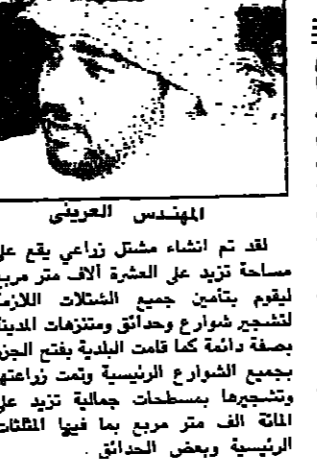 المهندس العريني
لقد تم انشاء مشتل زراعي يقع على
مساحة تزيد على العشرة آلاف متر مربع
ليقوم بتأمين جميع الشتلات اللازمة
لتشجير شوارع وحدائق ومتنزهات المدينة
بصفة دائمة كما قامت البلدية بفتح الجزر
بجميع الشوارع الرئيسية وتمت زراعتها
وتشجيرها بمسطحات جمالية تزيد على
المائة الف متر مربع بما فيها المثلثات
الرئيسية وبعض الحدائق .